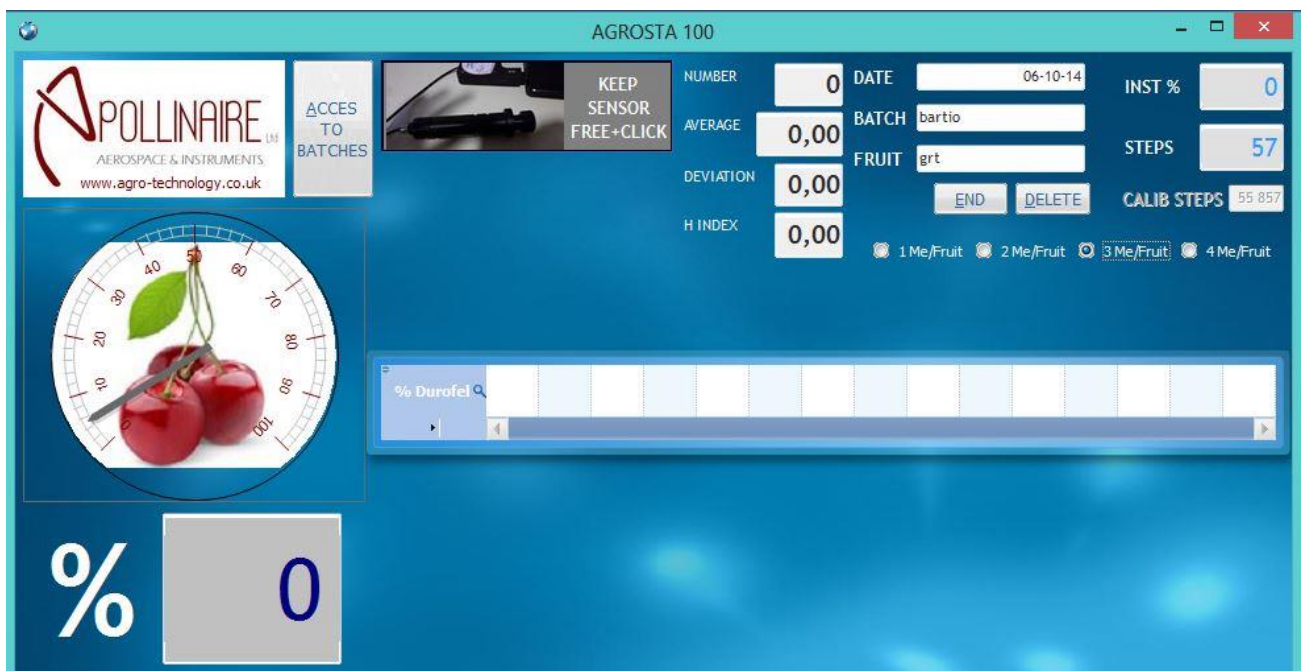 AGROSTA 100
APOLLINAIRE Ltd
AEROSPACE & INSTRUMENTS
www.agro-technology.co.uk
ACCES
TO
BATCHES
KEEP
SENSOR
FREE+CLICK
NUMBER 0
AVERAGE 0,00
DEVIATION 0,00
H INDEX 0,00
DATE 06-10-14
BATCH bartio
FRUIT grt
END DELETE
INST % 0
STEPS 57
CALIB STEPS 55 857
1 Me/Fruit 2 Me/Fruit 3 Me/Fruit 4 Me/Fruit
0 10 20 30 40 50 60 70 80 90 100
% Durofel
% 0